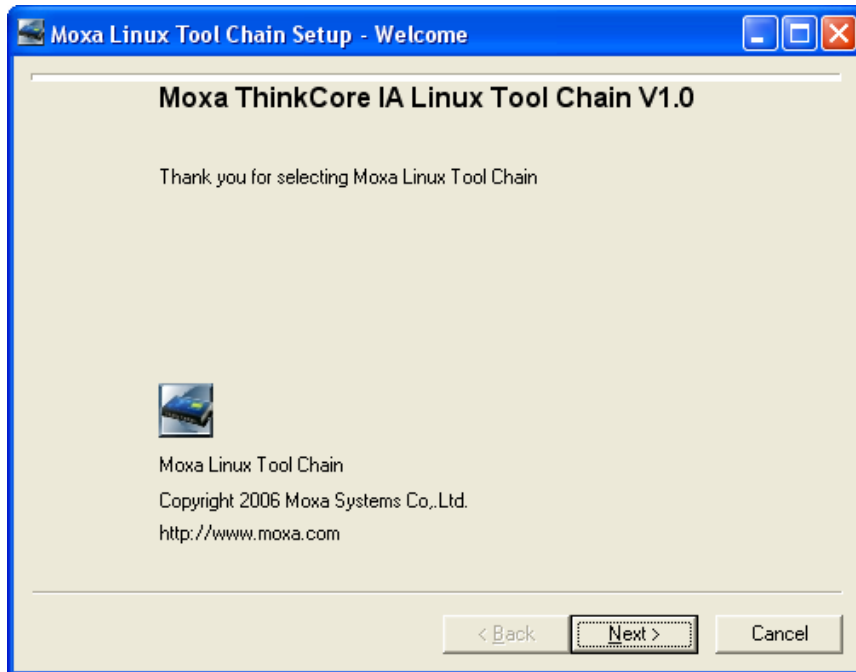 Moxa Linux Tool Chain Setup - Welcome
Moxa ThinkCore IA Linux Tool Chain V1.0
Thank you for selecting Moxa Linux Tool Chain
Moxa Linux Tool Chain
Copyright 2006 Moxa Systems Co,.Ltd.
http://www.moxa.com
< Back
Next >
Cancel